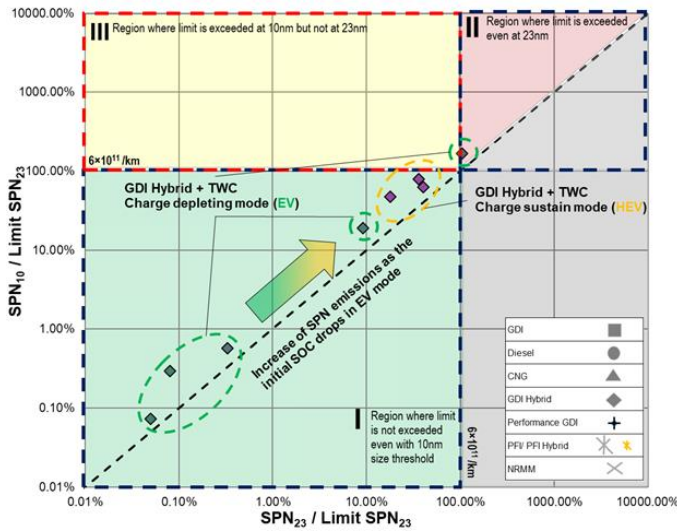 10000.00%
1000.00%
100.00%
10.00%
1.00%
0.10%
0.01%
SPN10 / Limit SPN23
III Region where limit is exceeded at 10nm but not at 23nm
II Region where limit is exceeded
even at 23nm
6×10¹¹ /km
GDI Hybrid + TWC
Charge depleting mode (EV)
GDI Hybrid + TWC
Charge sustain mode (HEV)
Increase of SPN emissions as the
initial SOC drops in EV mode
I Region where limit
is not exceeded
even with 10nm
size threshold
6×10¹¹ /km
GDI
Diesel
CNG
GDI Hybrid
Performance GDI
PFI/ PFI Hybrid
NRMM
0.01% 0.10% 1.00% 10.00% 100.00% 1000.00% 10000.00%
SPN23 / Limit SPN23